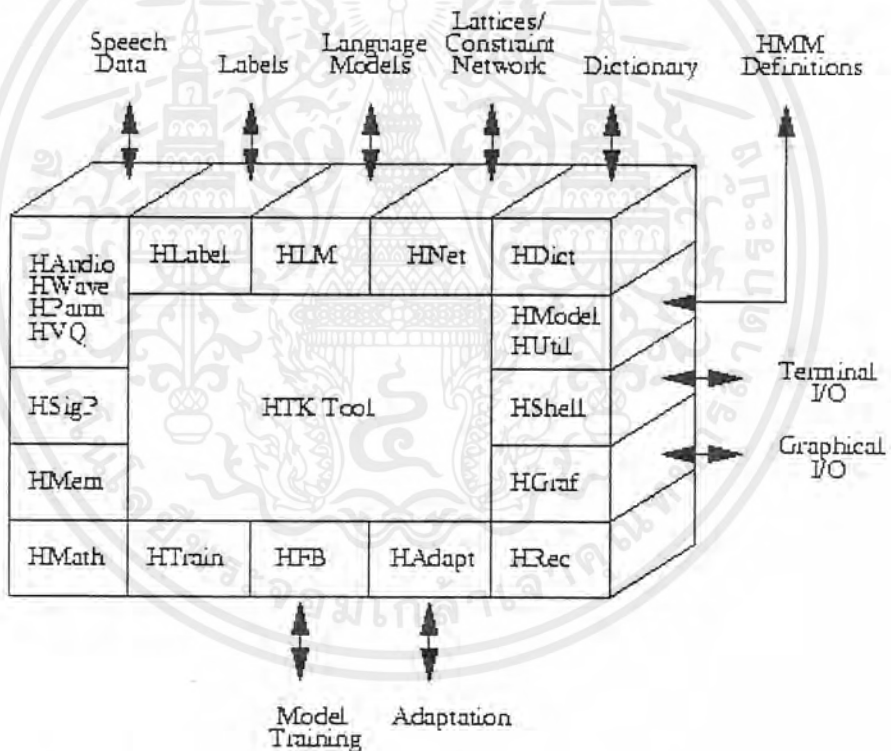 Speech
Data
Labels
Language
Models
Lattices/
Constraint
Network
Dictionary
HMM
Definitions
HAudio
HWave
HParm
HVQ
HLabel
HLM
HNet
HDict
HModel
HUtil
HSigP
HTK Tool
HShell
Terminal
I/O
HMem
HGraf
Graphical
I/O
HMath
HTrain
HFB
HAdapt
HRec
Model
Training
Adaptation